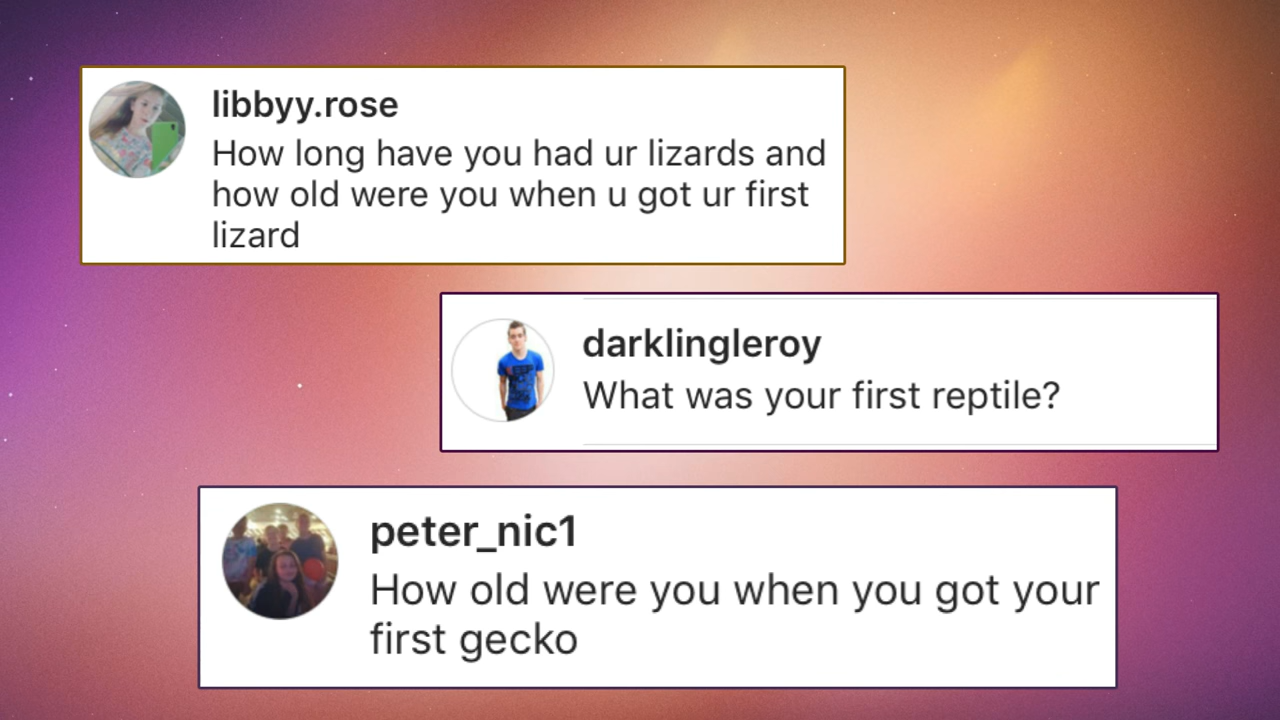 libbyy.rose
How long have you had ur lizards and
how old were you when u got ur first
lizard
darklingleroy
What was your first reptile?
peter_nic1
How old were you when you got your
first gecko